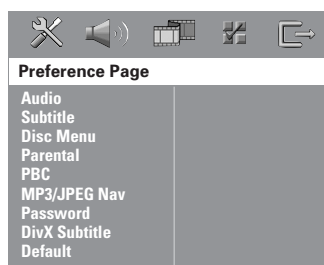 Preference Page
Audio
Subtitle
Disc Menu
Parental
PBC
MP3/JPEG Nav
Password
DivX Subtitle
Default